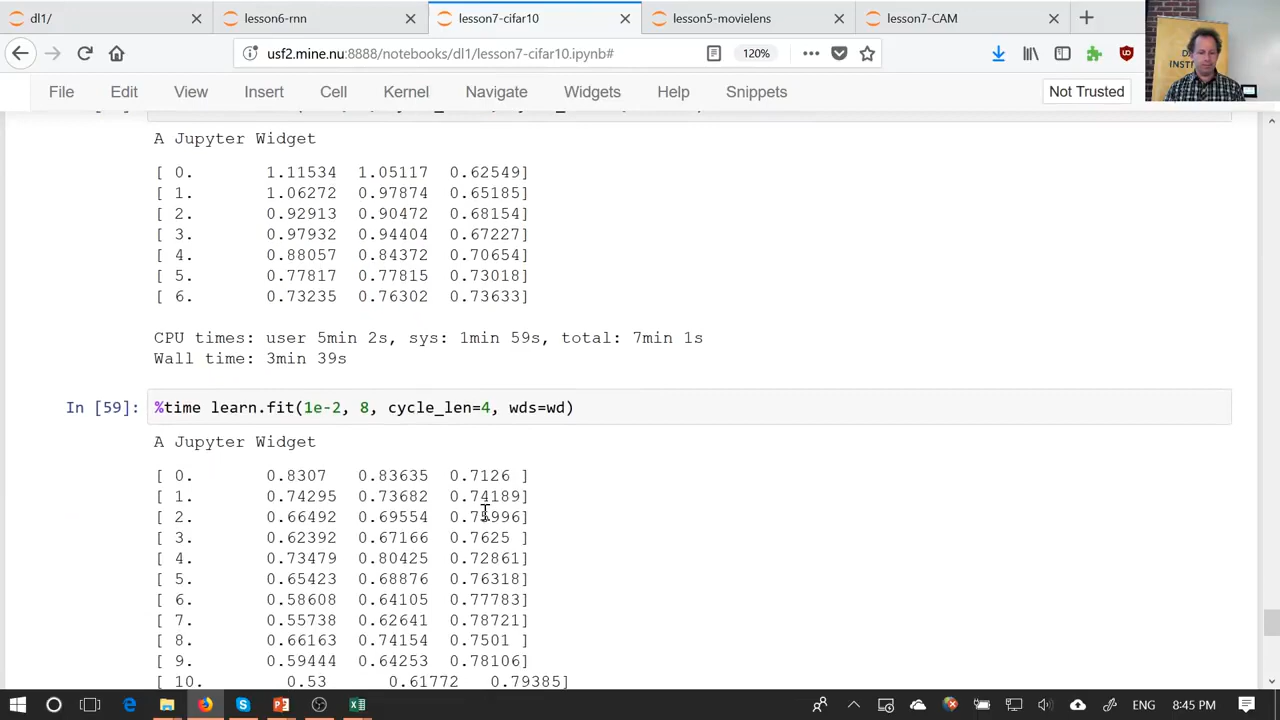 dl1/
lesson6-rnn
lesson7-cifar10
lesson5-movielens
lesson7-CAM
usf2.mine.nu:8888/notebooks/dl1/lesson7-cifar10.ipynb#
120%
File Edit View Insert Cell Kernel Navigate Widgets Help Snippets
Not Trusted
A Jupyter Widget
[ 0. 1.11534 1.05117 0.62549]
[ 1. 1.06272 0.97874 0.65185]
[ 2. 0.92913 0.90472 0.68154]
[ 3. 0.97932 0.94404 0.67227]
[ 4. 0.88057 0.84372 0.70654]
[ 5. 0.77817 0.77815 0.73018]
[ 6. 0.73235 0.76302 0.73633]
CPU times: user 5min 2s, sys: 1min 59s, total: 7min 1s
Wall time: 3min 39s
In [59]: %time learn.fit(1e-2, 8, cycle_len=4, wds=wd)
A Jupyter Widget
[ 0. 0.8307 0.83635 0.7126 ]
[ 1. 0.74295 0.73682 0.74189]
[ 2. 0.66492 0.69554
[ 3. 0.62392 0.67166 0.7625 ]
[ 4. 0.73479 0.80425 0.72861]
[ 5. 0.65423 0.68876 0.76318]
[ 6. 0.58608 0.64105 0.77783]
[ 7. 0.55738 0.62641 0.78721]
[ 8. 0.66163 0.74154 0.7501 ]
[ 9. 0.59444 0.64253 0.78106]
[ 10. 0.53 0.61772 0.79385]
ENG
8:45 PM